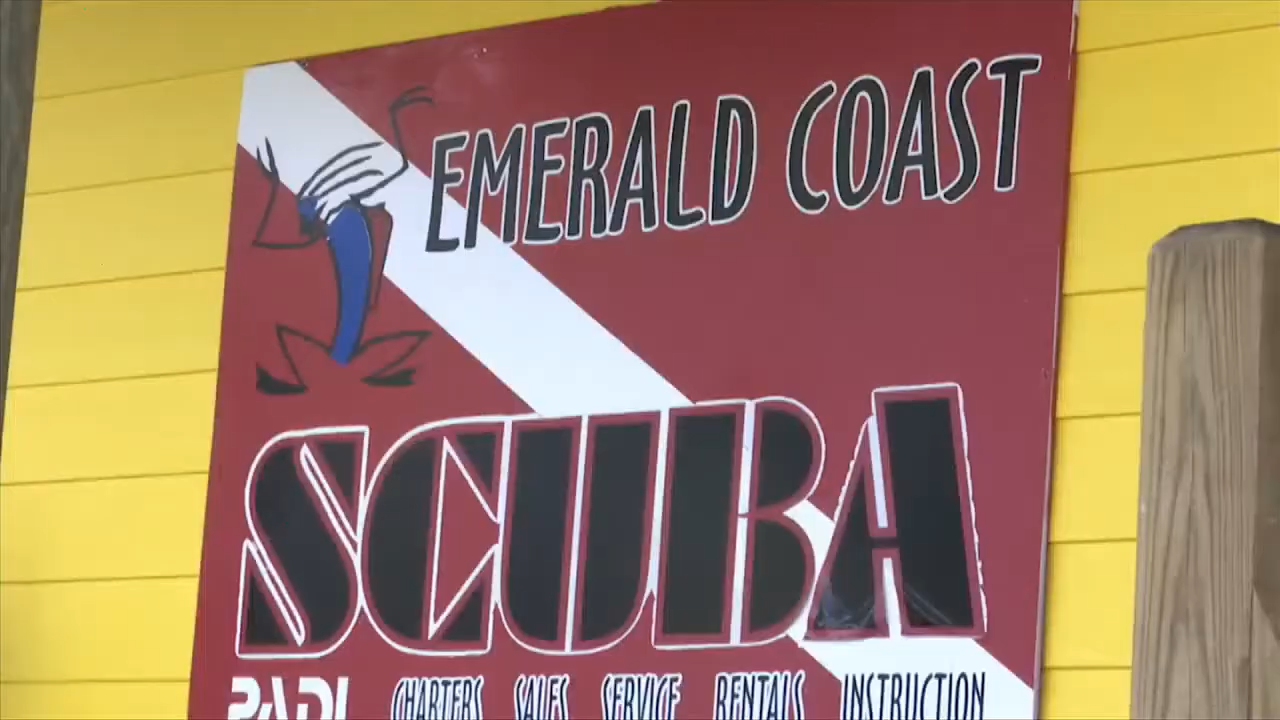 EMERALD COAST
SCUBA
PADI CHARTERS SALES SERVICE RENTALS INSTRUCTION